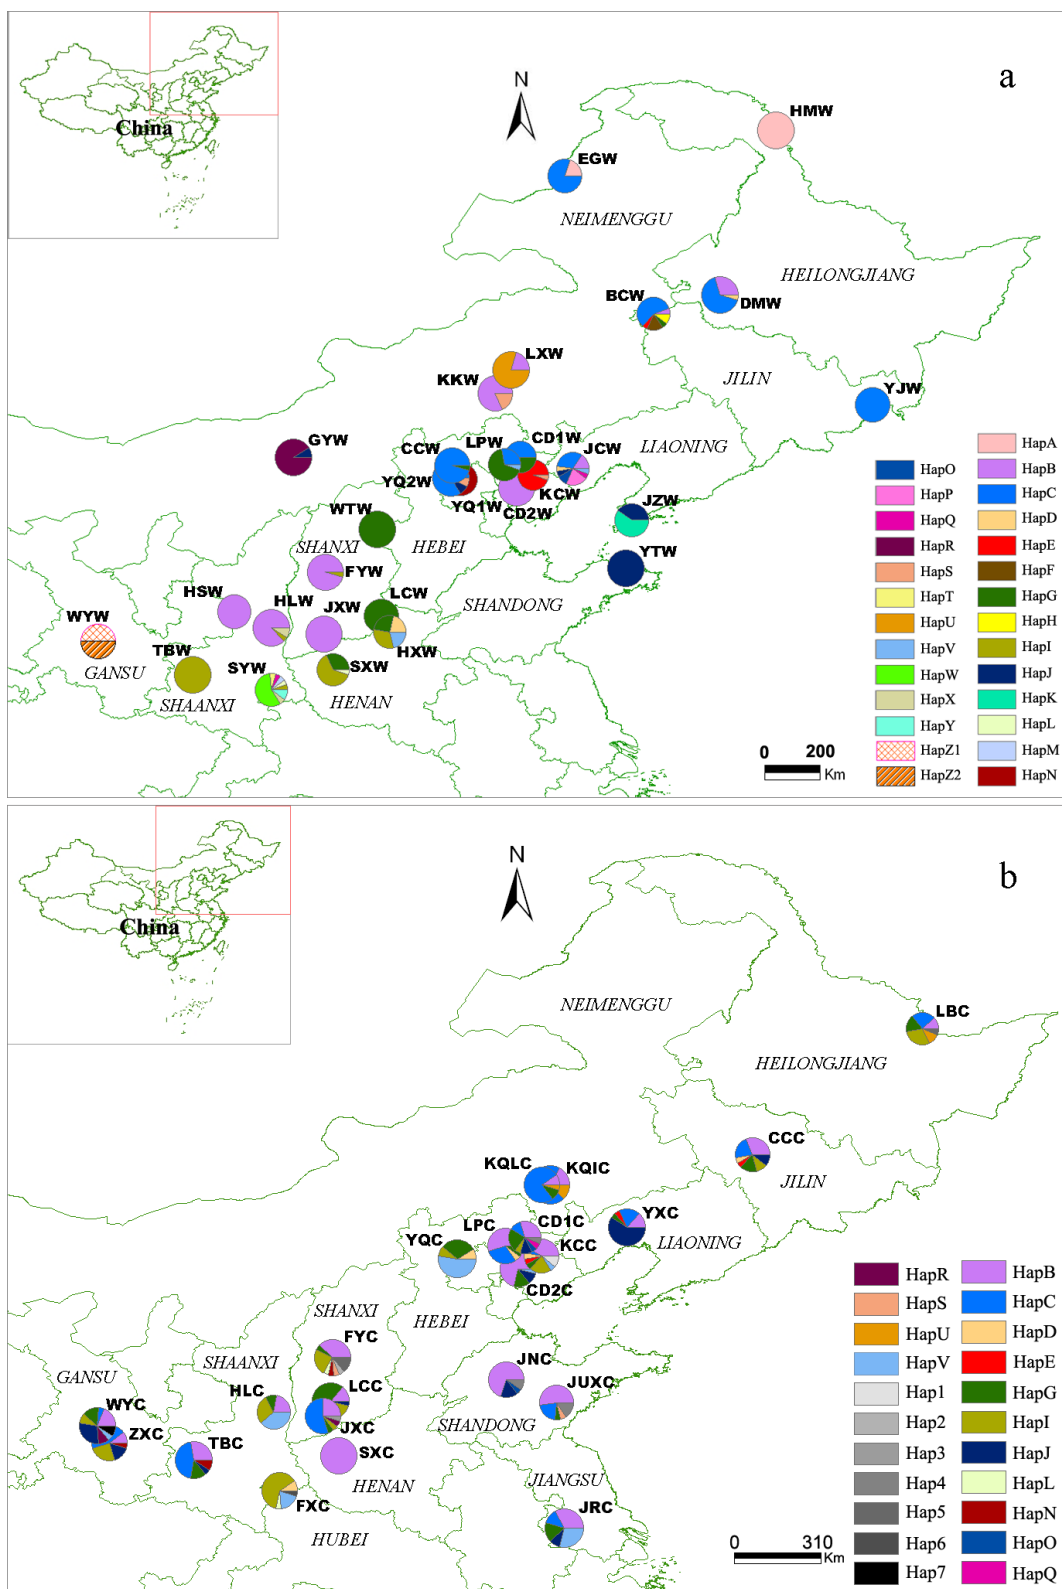 a
China
N
HMW
EGW
NEIMENGGU
HEILONGJIANG
BCW
DMW
LXW
KKW
JILIN
YJW
GYW
CCW
LPW
CD1W
JCW
LIAONING
YQ2W
YQ1W
KCW
CD2W
WTW
JZW
SHANXI
HEBEI
FYW
YTW
HSW
HLW
JXW
LCW
SHANDONG
WYW
HXW
GANSU
TBW
SYW
SXW
SHAANXI
HENAN
0 200
Km
HapA
HapO HapB
HapP HapC
HapQ HapD
HapR HapE
HapS HapF
HapT HapG
HapU HapH
HapV HapI
HapW HapJ
HapX HapK
HapY HapL
HapZ1 HapM
HapZ2 HapN
b
China
N
NEIMENGGU
LBC
HEILONGJIANG
CCC
JILIN
KQLC
KQIC
YXC
LIAONING
LPC
CD1C
YQC
KCC
CD2C
SHANXI
HEBEI
FYC
SHAANXI
GANSU
JNC
HLC
LCC
JUXC
WYC
SHANDONG
ZXC
JXC
TBC
SXC
HENAN
JIANGSU
FXC
JRC
HUBEI
0 310
Km
HapR HapB
HapS HapC
HapU HapD
HapV HapE
Hap1 HapG
Hap2 HapI
Hap3 HapJ
Hap4 HapL
Hap5 HapN
Hap6 HapO
Hap7 HapQ